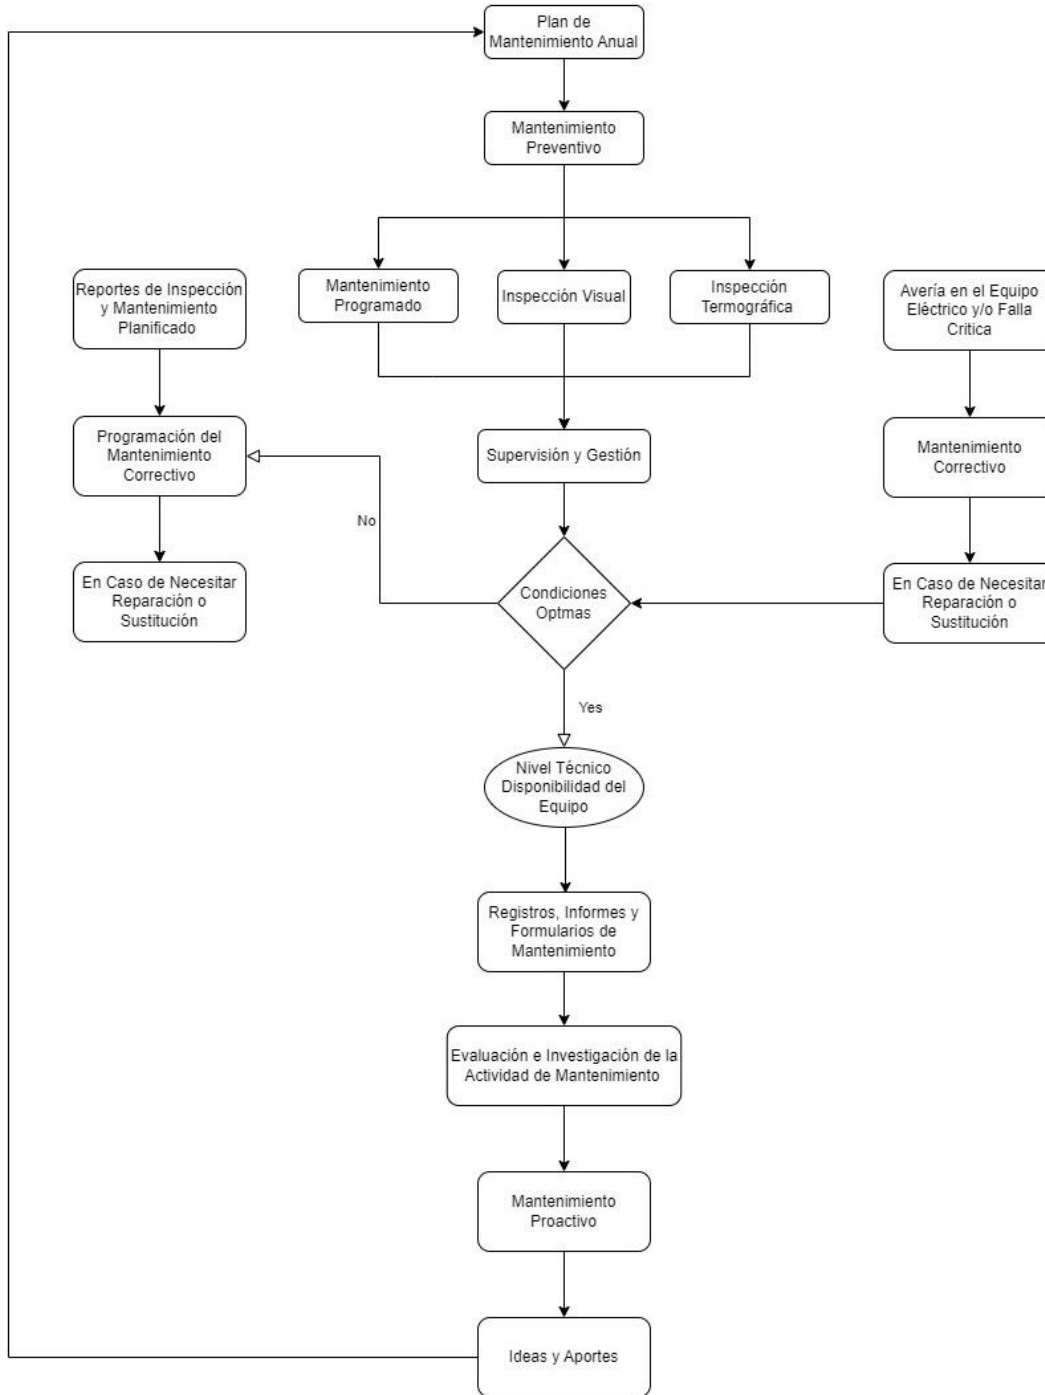 Plan de
Mantenimiento Anual
Mantenimiento
Preventivo
Reportes de Inspección
y Mantenimiento
Planificado
Mantenimiento
Programado
Inspección Visual
Inspección
Termográfica
Avería en el Equipo
Eléctrico y/o Falla
Critica
Programación del
Mantenimiento
Correctivo
Supervisión y Gestión
Mantenimiento
Correctivo
No
En Caso de Necesitar
Reparación o
Sustitución
Condiciones
Optmas
En Caso de Necesitar
Reparación o
Sustitución
Yes
Nivel Técnico
Disponibilidad del
Equipo
Registros, Informes y
Formularios de
Mantenimiento
Evaluación e Investigación de la
Actividad de Mantenimiento
Mantenimiento
Proactivo
Ideas y Aportes